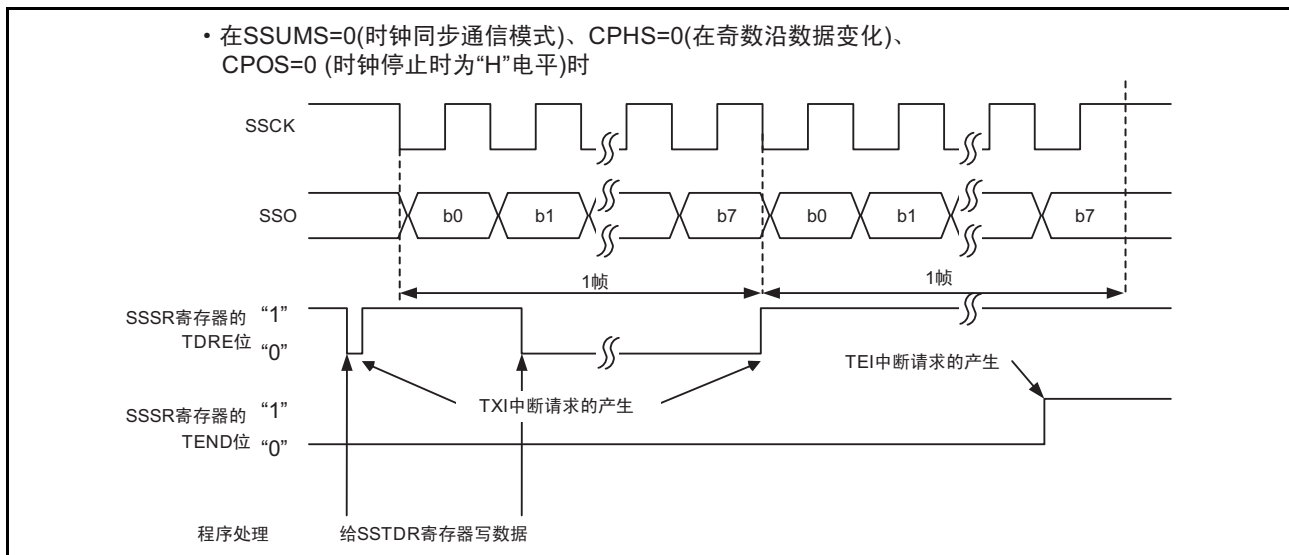 • 在SSUMS=0(时钟同步通信模式)、CPHS=0(在奇数沿数据变化)、
CPOS=0 (时钟停止时为“H”电平)时
SSCK
SSO
b0 b1 b7 b0 b1 b7
1帧 1帧
SSSR寄存器的 “1”
TDRE位 “0”
TEI中断请求的产生
TXI中断请求的产生
SSSR寄存器的 “1”
TEND位 “0”
程序处理 给SSTDR寄存器写数据